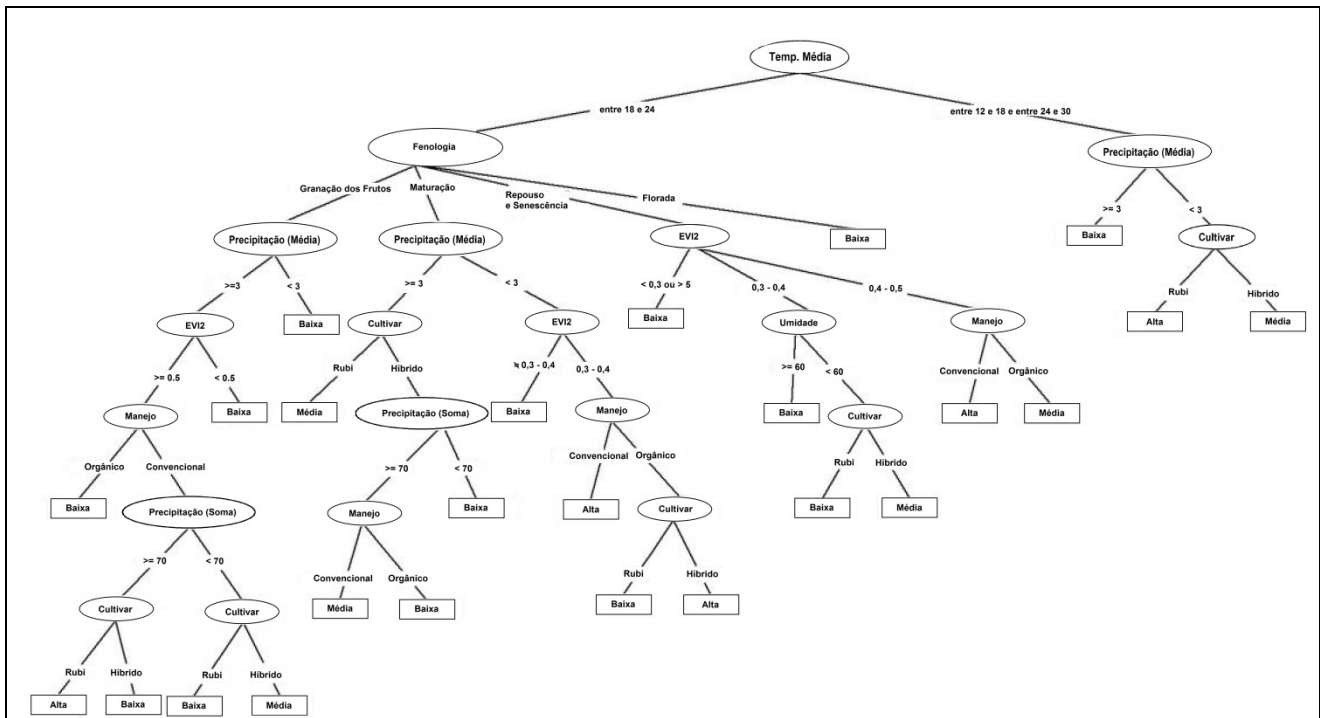 Temp. Média
entre 18 e 24
entre 12 e 18 e entre 24 e 30
Fenologia
Precipitação (Média)
Granação dos Frutos
Maturação
Repouso
e Senescência
Florada
>= 3
< 3
Precipitação (Média)
Precipitação (Média)
EVI2
Baixa
Baixa
Cultivar
>=3
< 3
>= 3
< 3
< 0,3 ou > 5
0,3 - 0,4
0,4 - 0,5
Rubi
Híbrido
EVI2
Baixa
Cultivar
EVI2
Baixa
Umidade
Manejo
Alta
Média
>= 0.5
< 0.5
Rubi
Híbrido
≒ 0,3 - 0,4
0,3 - 0,4
>= 60
< 60
Convencional
Orgânico
Manejo
Baixa
Média
Precipitação (Soma)
Baixa
Manejo
Baixa
Cultivar
Alta
Média
Orgânico
Convencional
>= 70
< 70
Convencional
Orgânico
Rubi
Híbrido
Baixa
Precipitação (Soma)
Manejo
Baixa
Alta
Cultivar
Baixa
Média
>= 70
< 70
Convencional
Orgânico
Rubi
Híbrido
Cultivar
Cultivar
Média
Baixa
Baixa
Alta
Rubi
Híbrido
Rubi
Híbrido
Alta
Baixa
Baixa
Média